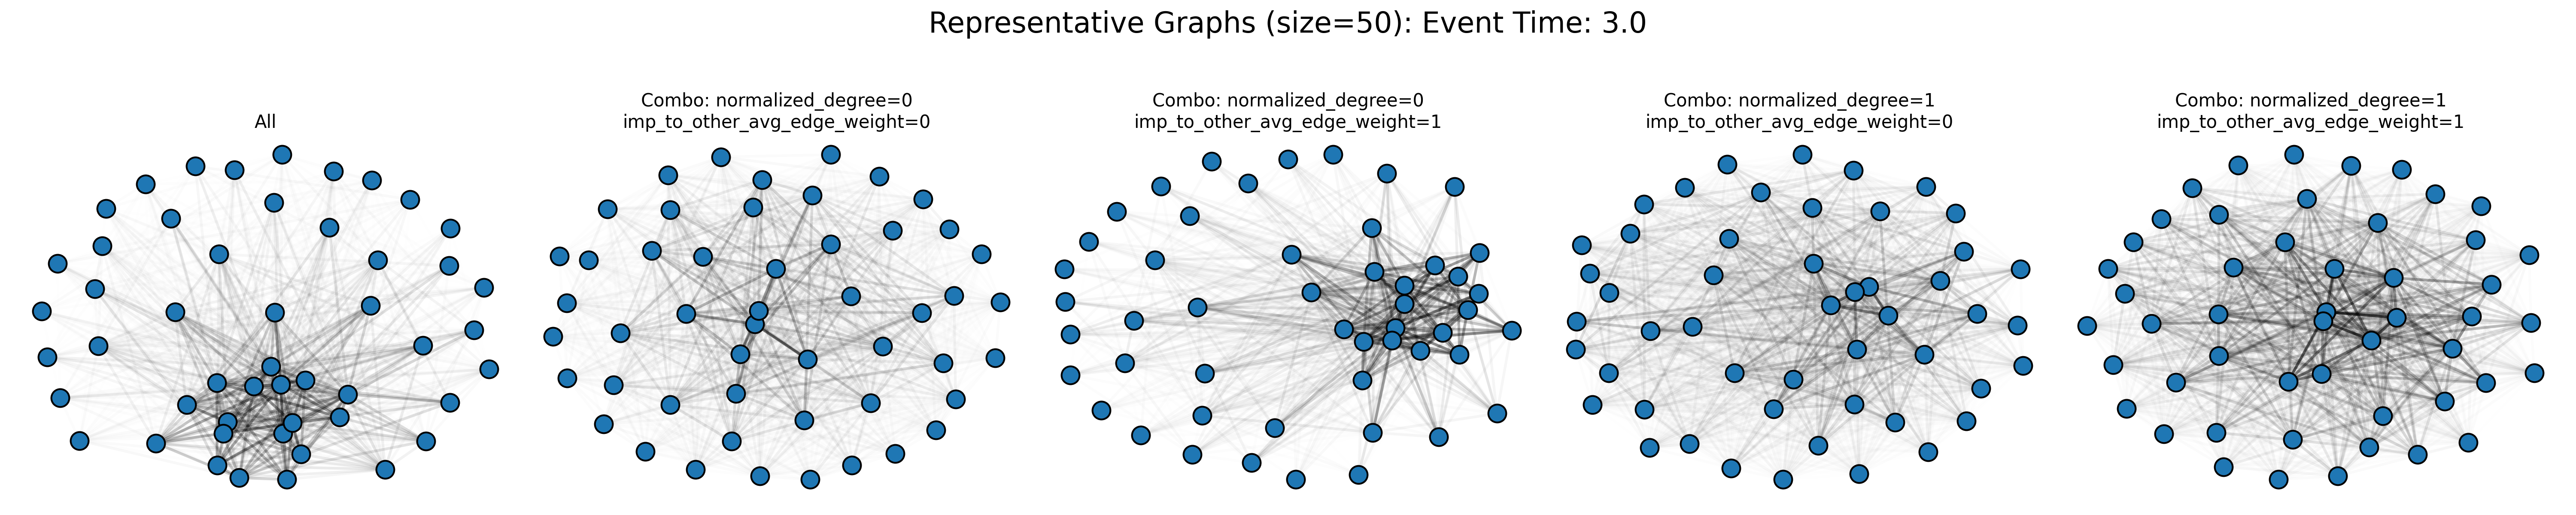 Representative Graphs (size=50): Event Time: 3.0
All
Combo: normalized_degree=0
imp_to_other_avg_edge_weight=0
Combo: normalized_degree=0
imp_to_other_avg_edge_weight=1
Combo: normalized_degree=1
imp_to_other_avg_edge_weight=0
Combo: normalized_degree=1
imp_to_other_avg_edge_weight=1